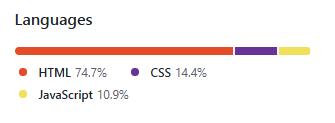 Languages
HTML 74.7% CSS 14.4%
JavaScript 10.9%